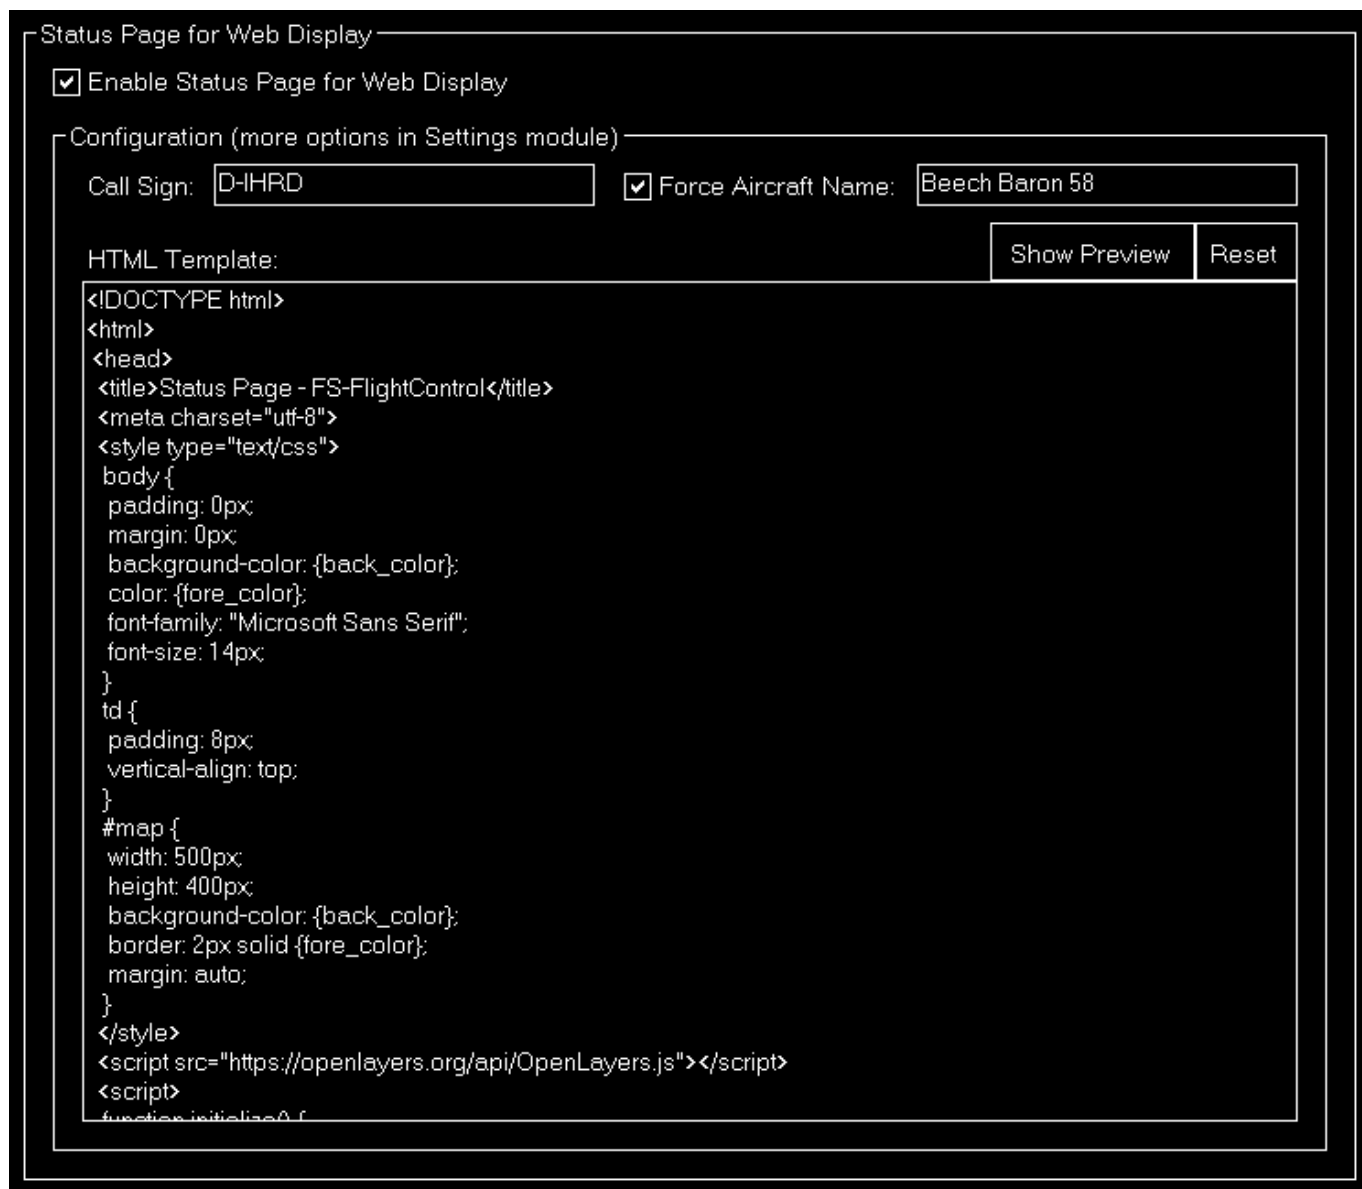 Status Page for Web Display
Enable Status Page for Web Display
Configuration (more options in Settings module)
Call Sign: D-IHRD Force Aircraft Name: Beech Baron 58
HTML Template: Show Preview Reset
<!DOCTYPE html>
<html>
<head>
<title>Status Page - FS-FlightControl</title>
<meta charset="utf-8">
<style type="text/css">
body {
padding: 0px;
margin: 0px;
background-color: {back_color};
color: {fore_color};
font-family: "Microsoft Sans Serif";
font-size: 14px;
}
td {
padding: 8px;
vertical-align: top;
}
#map {
width: 500px;
height: 400px;
background-color: {back_color};
border: 2px solid {fore_color};
margin: auto;
}
</style>
<script src="https://openlayers.org/api/OpenLayers.js"></script>
<script>
function initialize() {